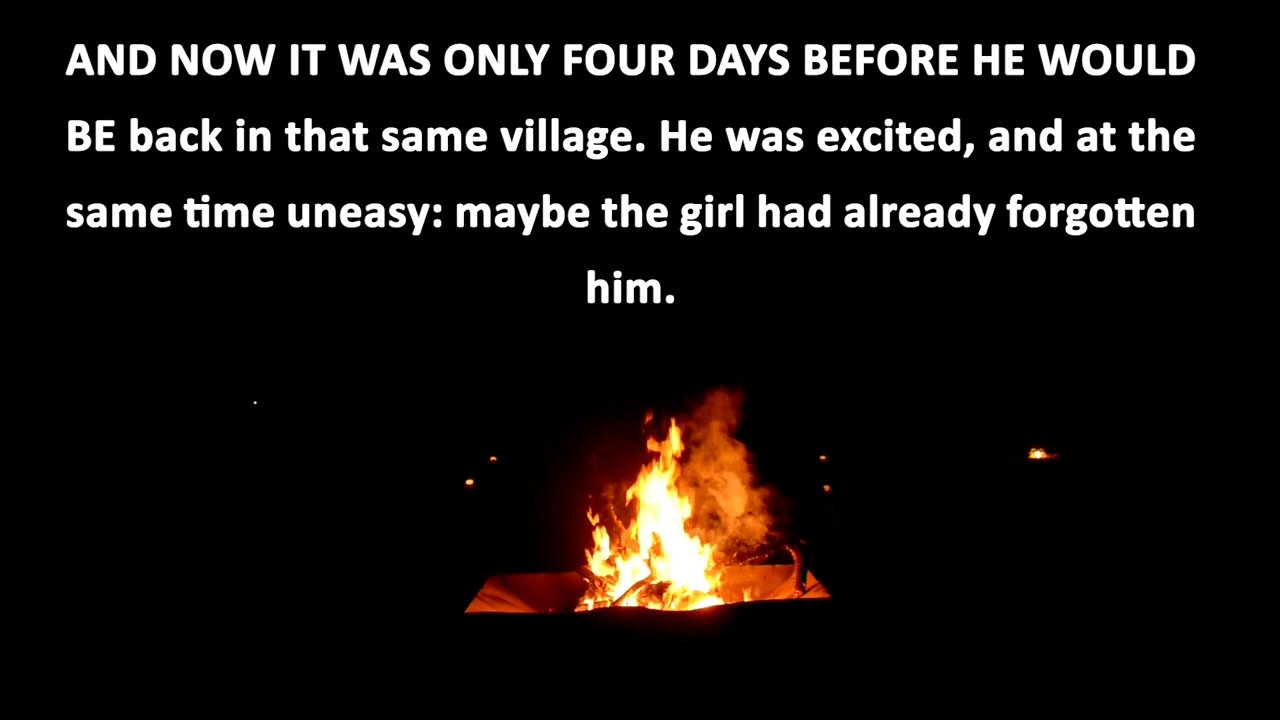 AND NOW IT WAS ONLY FOUR DAYS BEFORE HE WOULD
BE back in that same village. He was excited, and at the
same time uneasy: maybe the girl had already forgotten
him.